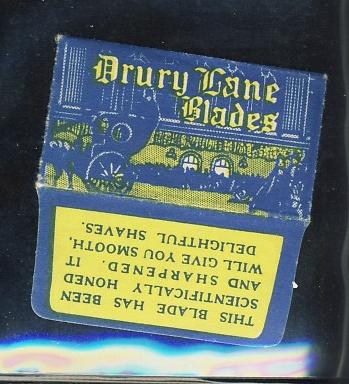 Drury Lane
Blades
THIS BLADE HAS BEEN
SCIENTIFICALLY HONED
AND SHARPENED. IT
WILL GIVE YOU SMOOTH,
DELIGHTFUL SHAVES.